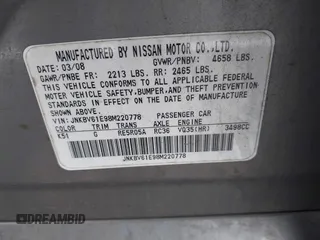 MANUFACTURED BY NISSAN MOTOR CO.,LTD.
DATE: 03/08 GVWR/PNBV: 4658 LBS.
GAWR/PNBE FR: 2213 LBS. RR: 2465 LBS.
THIS VEHICLE CONFORMS TO ALL APPLICABLE FEDERAL
MOTOR VEHICLE SAFETY, BUMPER, AND THEFT PREVENTION
STANDARDS IN EFFECT ON THE DATE OF MANUFACTURE
SHOWN ABOVE.
VIN: JNKBV61E98M220778 PASSENGER CAR
COLOR TRIM TRANS AXLE ENGINE
K51 G RE5R05A RC36 VQ35(HR) 3498CC
JNKBV61E98M220778
DREAMBID